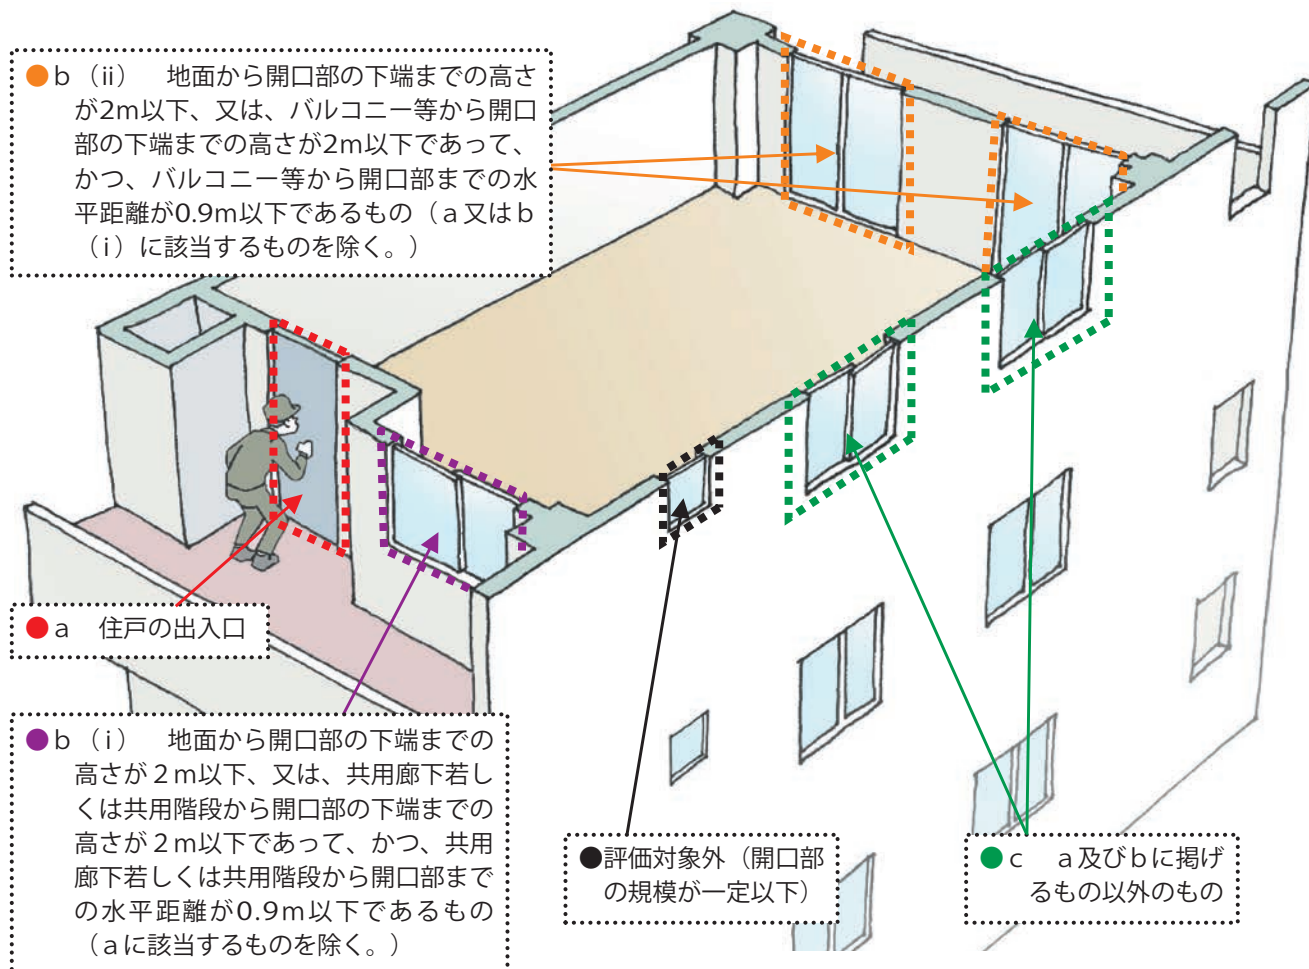 ●b（ii） 地面から開口部の下端までの高さ
が2m以下、又は、バルコニー等から開口
部の下端までの高さが2m以下であって、
かつ、バルコニー等から開口部までの水
平距離が0.9m以下であるもの（a又はb
（i）に該当するものを除く。）
●a 住戸の出入口
●b（i） 地面から開口部の下端までの
高さが2m以下、又は、共用廊下若し
くは共用階段から開口部の下端までの
高さが2m以下であって、かつ、共用
廊下若しくは共用階段から開口部まで
の水平距離が0.9m以下であるもの
（aに該当するものを除く。）
●評価対象外（開口部
の規模が一定以下）
●c a及びbに掲げ
るもの以外のもの